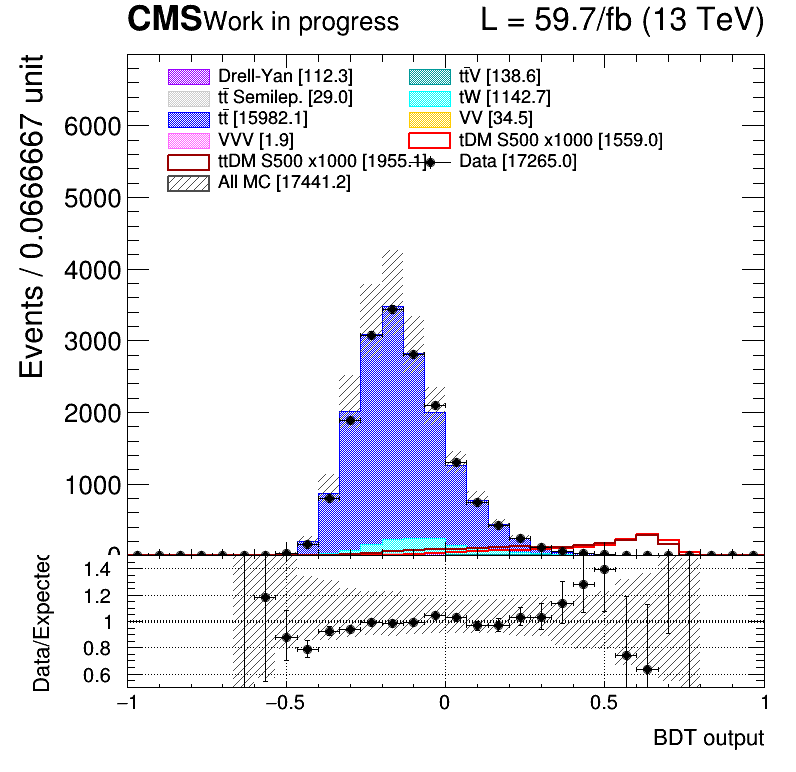 CMS Work in progress L = 59.7/fb (13 TeV)
Events / 0.0666667 unit
Drell-Yan [112.3] tt̄V [138.6]
tt̄ Semilep. [29.0] tW [1142.7]
tt̄ [15982.1] VV [34.5]
VVV [1.9] tDM S500 x1000 [1559.0]
ttDM S500 x1000 [1955.1] Data [17265.0]
All MC [17441.2]
6000
5000
4000
3000
2000
1000
0
Data/Expected
1.4
1.2
1
0.8
0.6
−1 −0.5 0 0.5 1
BDT output